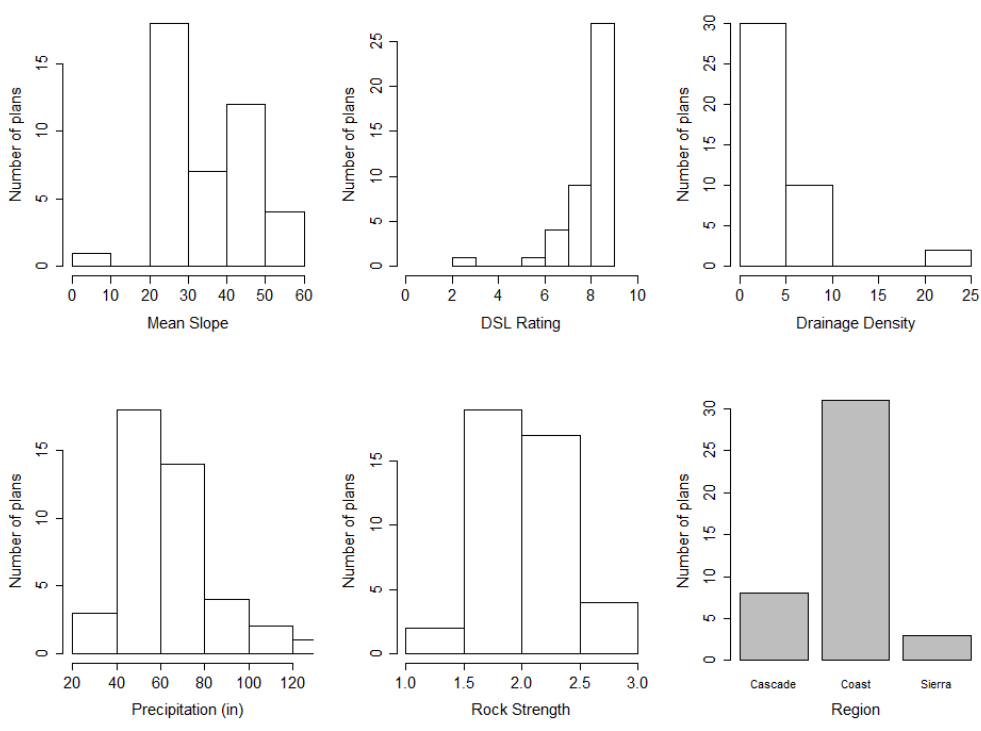 Number of plans
15
10
5
0
0 10 20 30 40 50 60
Mean Slope
Number of plans
25
20
15
10
5
0
0 2 4 6 8 10
DSL Rating
Number of plans
30
25
20
15
10
5
0
0 5 10 15 20 25
Drainage Density
Number of plans
15
10
5
0
20 40 60 80 100 120
Precipitation (in)
Number of plans
15
10
5
0
1.0 1.5 2.0 2.5 3.0
Rock Strength
Number of plans
30
25
20
15
10
5
0
Cascade Coast Sierra
Region